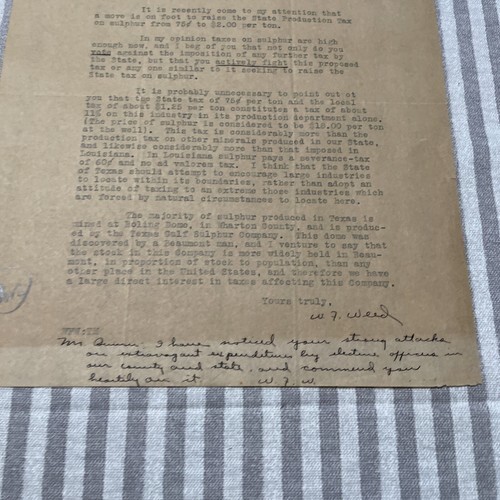 It is recently come to my attention that
a move is on foot to raise the State Production Tax
on sulphur from 75¢ to $2.00 per ton.
In my opinion taxes on sulphur are high
enough now, and I beg of you that not only do you
vote against the imposition of any further tax by
the State, but that you actively fight this proposed
tax or any one similar to it seeking to raise the
State tax on sulphur.
It is probably unnecessary to point out ot
you that the State tax of 75¢ per ton and the local
tax of about $1.25 per ton constitutes a tax of about
11% on this industry in its production department alone.
(The price of sulphur is considered to be $18.00 per ton
at the well). This tax is considerably more than the
production tax on other minerals produced in our State,
and likewise considerably more than that imposed in
Louisiana. In Louisiana sulphur pays a severance-tax
of 60¢ and no ad valorem tax. I think that the State
of Texas should attempt to encourage large industries
to locate within its boundaries, rather than adopt an
attitude of taxing to an extreme those industries which
are forced by natural circumstances to locate here.
The majority of sulphur produced in Texas is
mined at Boling Dome, in Wharton County, and is produc-
ed by the Texas Gulf Sulphur Company. This dome was
discovered by a Beaumont man, and I venture to say that
the stock in this Company is more widely held in Beau-
mont, in proportion of stock to population, than any
other place in the United States, and therefore we have
a large direct interest in taxes affecting this Company.
Yours truly,
W. F. Weed
WFW:EE
I have noticed your strong attacks
on extravagant expenditures by elective officers in
our county and state, and commend you
heartily on it. W. F. W.